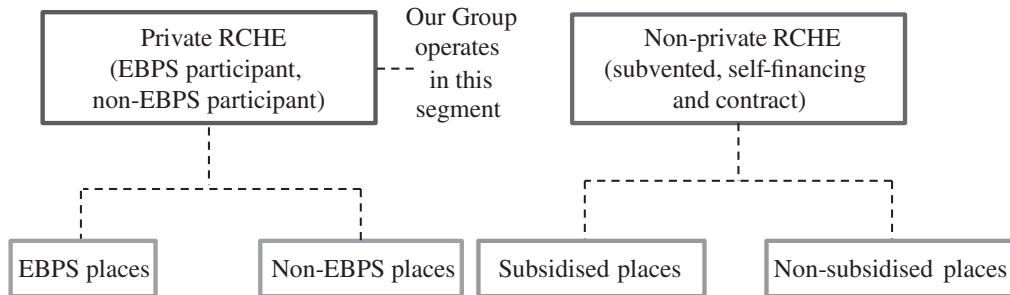 Private RCHE
(EBPS participant,
non-EBPS participant)
Our Group
operates
in this
segment
Non-private RCHE
(subvented, self-financing
and contract)
EBPS places
Non-EBPS places
Subsidised places
Non-subsidised places